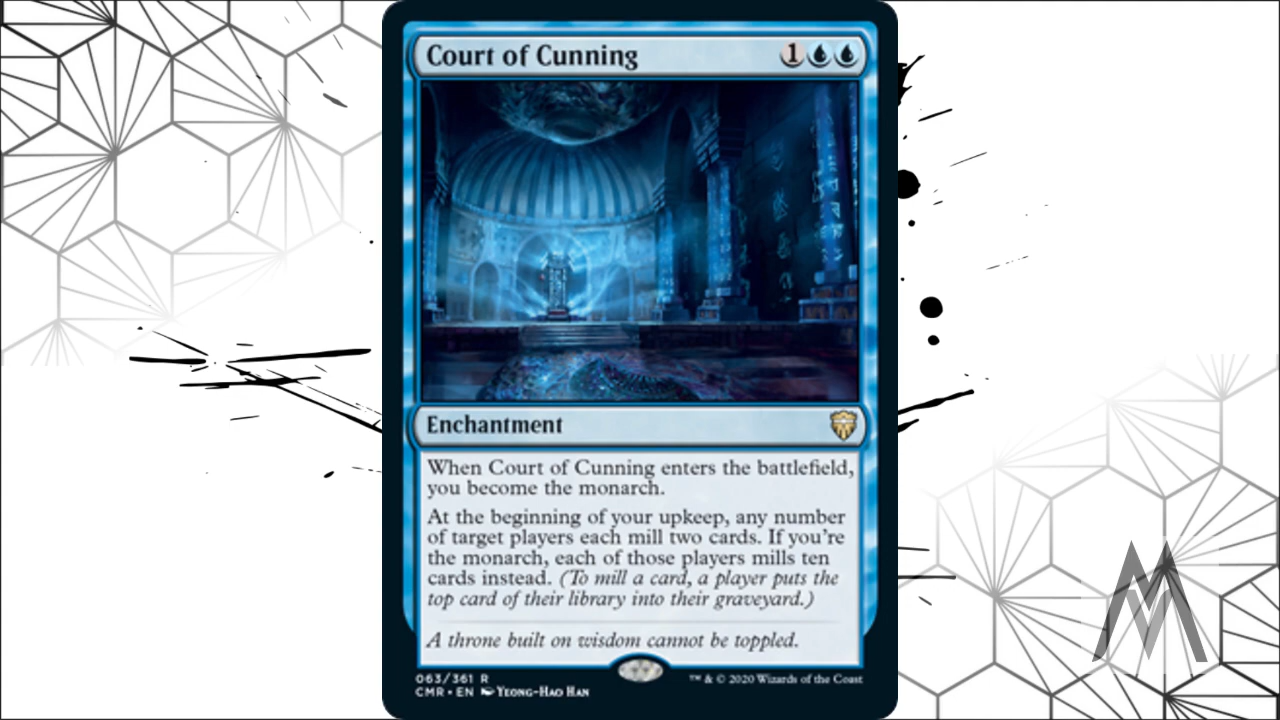 Court of Cunning 1
Enchantment
When Court of Cunning enters the battlefield,
you become the monarch.
At the beginning of your upkeep, any number
of target players each mill two cards. If you're
the monarch, each of those players mills ten
cards instead. (To mill a card, a player puts the
top card of their library into their graveyard.)
A throne built on wisdom cannot be toppled.
063/361 R
CMR • EN Yeong-Hao Han
™ & © 2020 Wizards of the Coast
M